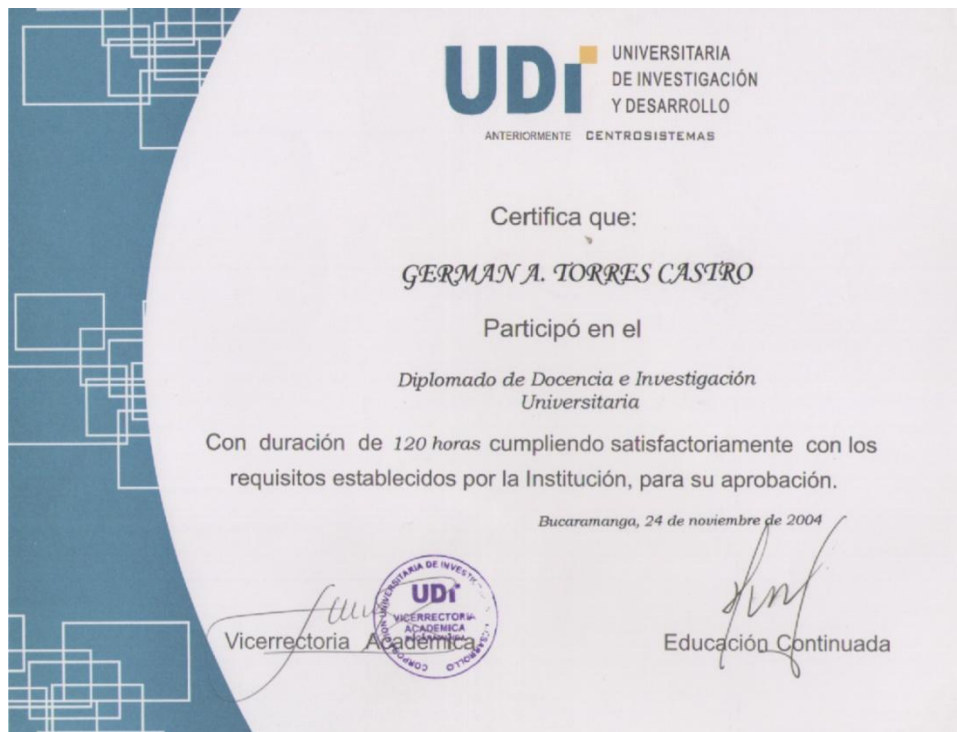 UDi
UNIVERSITARIA
DE INVESTIGACIÓN
Y DESARROLLO
ANTERIORMENTE CENTROSISTEMAS
Certifica que:
GERMAN A. TORRES CASTRO
Participó en el
Diplomado de Docencia e Investigación
Universitaria
Con duración de 120 horas cumpliendo satisfactoriamente con los
requisitos establecidos por la Institución, para su aprobación.
Bucaramanga, 24 de noviembre de 2004
UDi
VICERRECTORIA
ACADEMICA
Vicerrectoria Académica
Educación Continuada